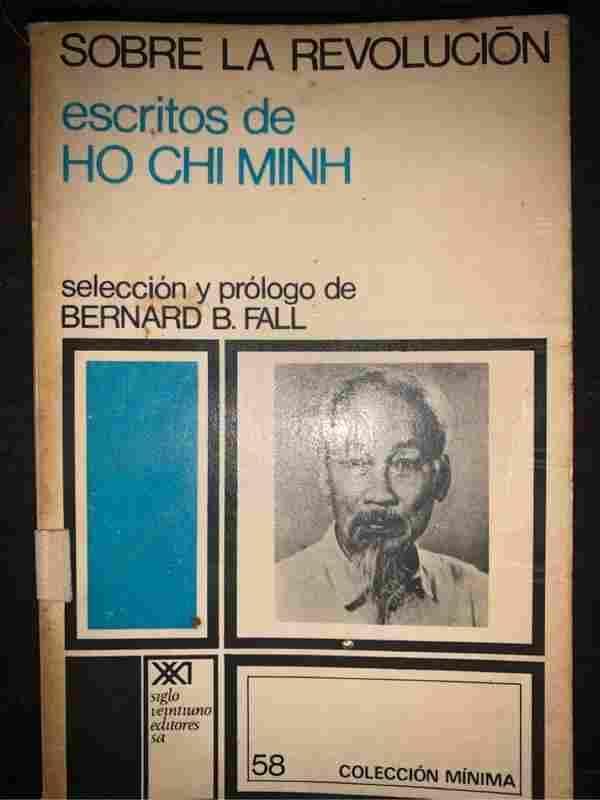 SOBRE LA REVOLUCIÓN
escritos de
HO CHI MINH
selección y prólogo de
BERNARD B. FALL
XXI
siglo
veintiuno
editores
sa
58 COLECCIÓN MÍNIMA